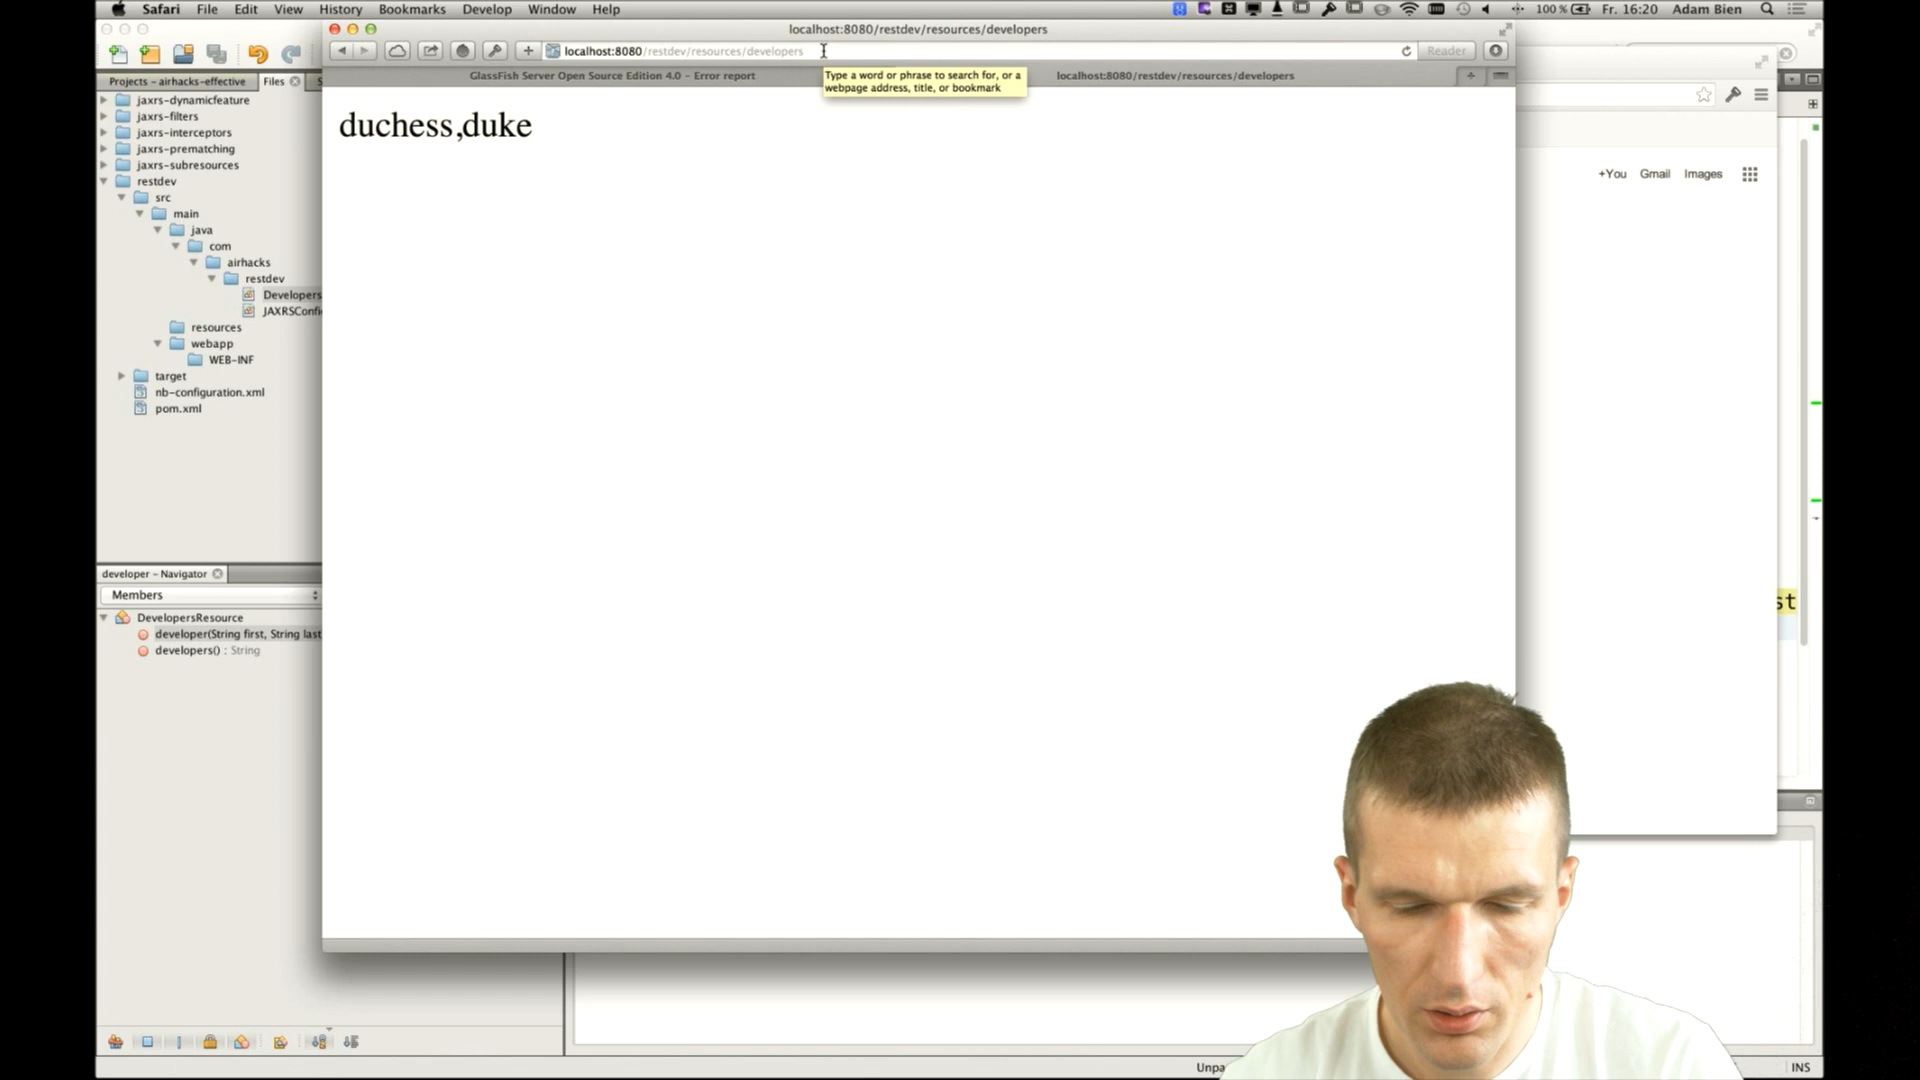 Safari File Edit View History Bookmarks Develop Window Help 100% Fr. 16:20 Adam Bien
localhost:8080/restdev/resources/developers
localhost:8080/restdev/resources/developers Reader
GlassFish Server Open Source Edition 4.0 - Error report localhost:8080/restdev/resources/developers
Type a word or phrase to search for, or a
webpage address, title, or bookmark
duchess,duke
+You Gmail Images
Projects - airhacks-effective Files
jaxrs-dynamicfeature
jaxrs-filters
jaxrs-interceptors
jaxrs-prematching
jaxrs-subresources
restdev
src
main
java
com
airhacks
restdev
Developers
JAXRSConfi
resources
webapp
WEB-INF
target
nb-configuration.xml
pom.xml
st
developer - Navigator
Members
DevelopersResource
developer(String first, String last
developers() : String
Unpa
INS